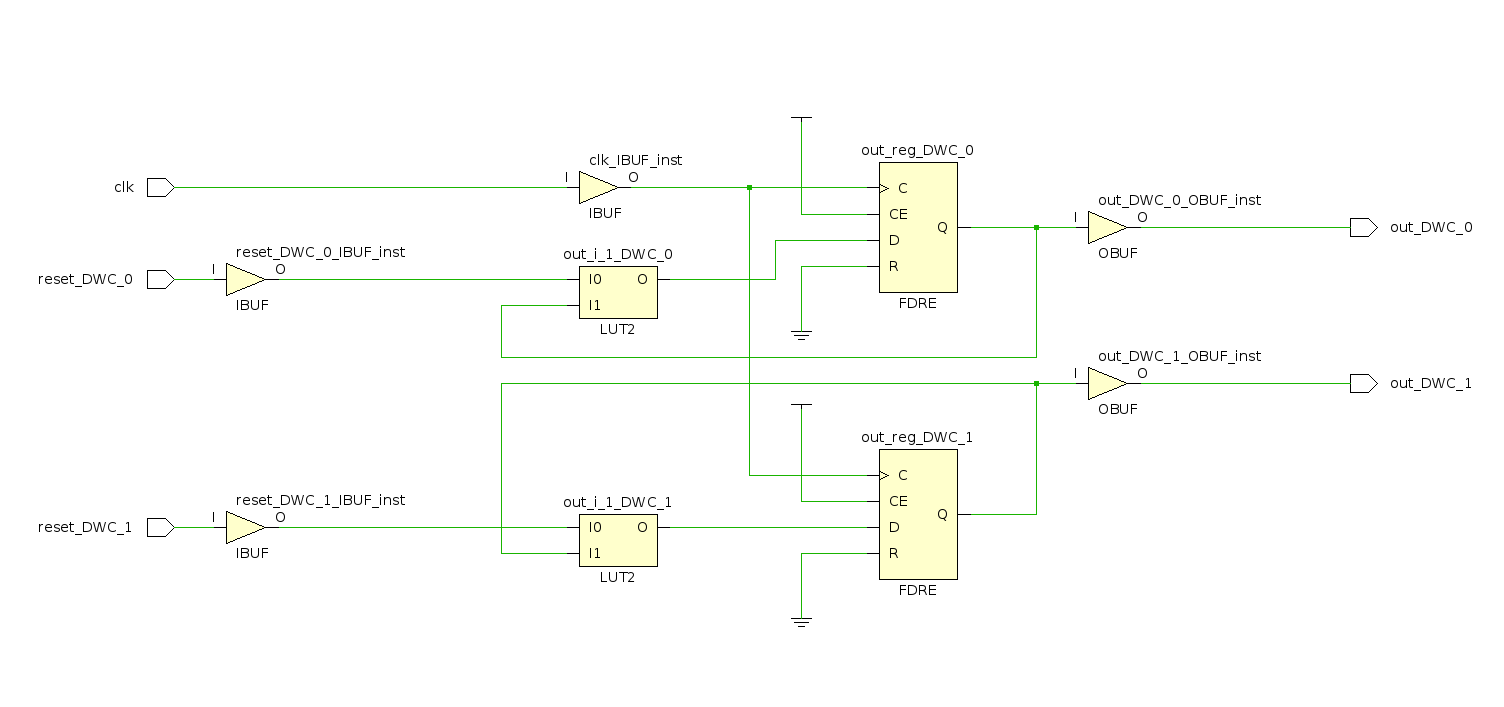 out_reg_DWC_0
clk_IBUF_inst
clk
I
O
C
IBUF
CE
out_DWC_0_OBUF_inst
I
O
Q
out_DWC_0
D
OBUF
reset_DWC_0_IBUF_inst
out_i_1_DWC_0
R
reset_DWC_0
I
O
I0
O
IBUF
I1
FDRE
LUT2
out_DWC_1_OBUF_inst
I
O
out_DWC_1
OBUF
out_reg_DWC_1
C
reset_DWC_1_IBUF_inst
out_i_1_DWC_1
CE
I
O
Q
reset_DWC_1
I0
O
D
IBUF
I1
R
LUT2
FDRE